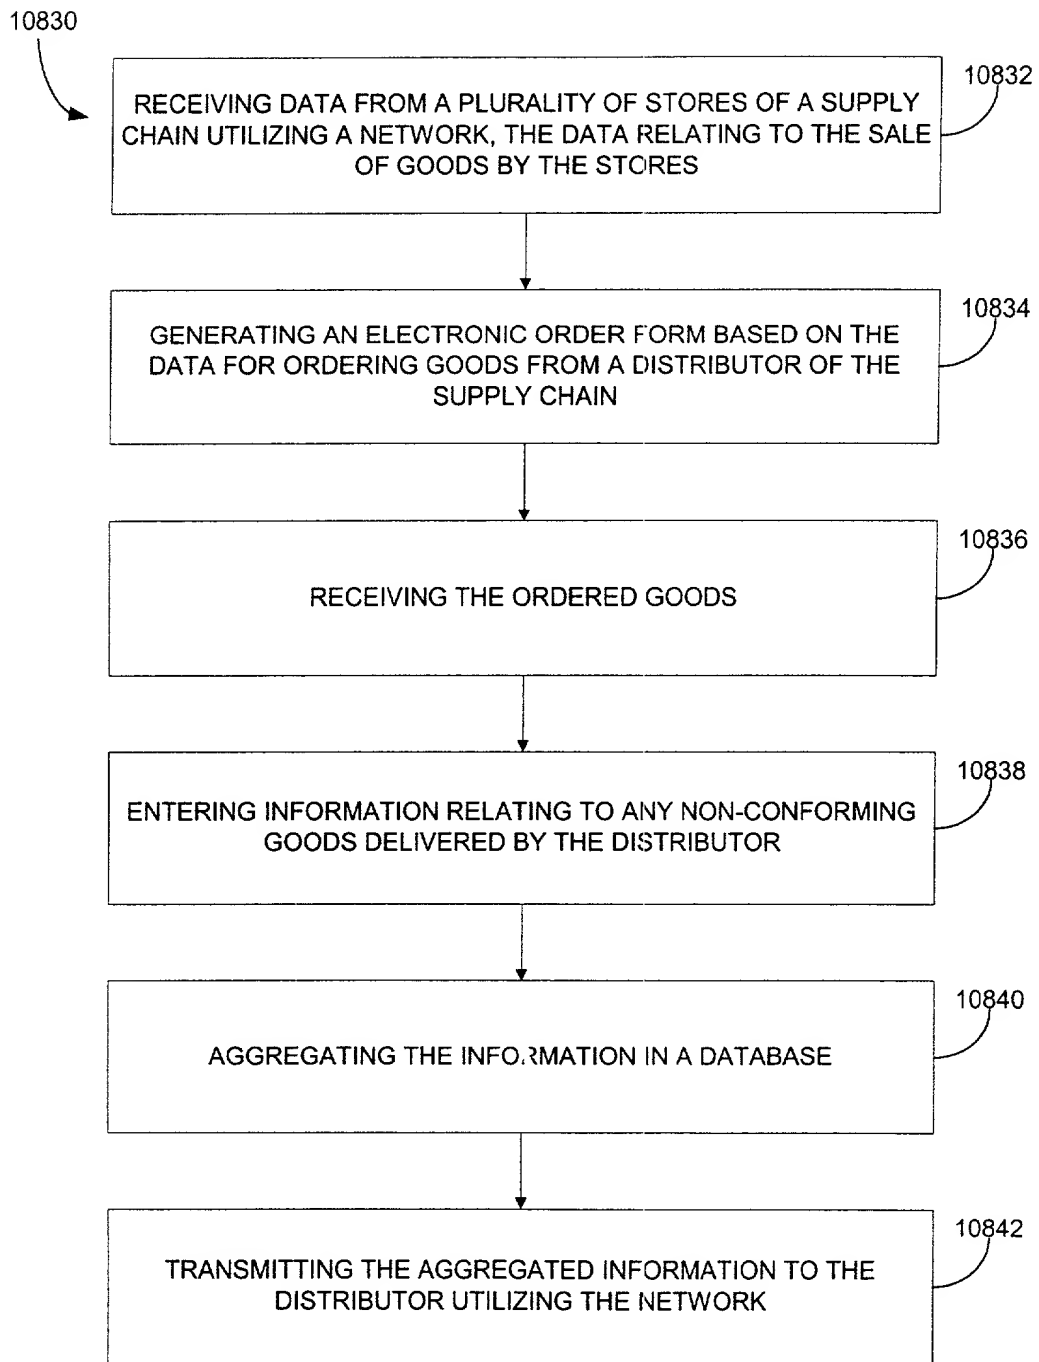 10830
10832
RECEIVING DATA FROM A PLURALITY OF STORES OF A SUPPLY
CHAIN UTILIZING A NETWORK, THE DATA RELATING TO THE SALE
OF GOODS BY THE STORES
10834
GENERATING AN ELECTRONIC ORDER FORM BASED ON THE
DATA FOR ORDERING GOODS FROM A DISTRIBUTOR OF THE
SUPPLY CHAIN
10836
RECEIVING THE ORDERED GOODS
10838
ENTERING INFORMATION RELATING TO ANY NON-CONFORMING
GOODS DELIVERED BY THE DISTRIBUTOR
10840
AGGREGATING THE INFORMATION IN A DATABASE
10842
TRANSMITTING THE AGGREGATED INFORMATION TO THE
DISTRIBUTOR UTILIZING THE NETWORK